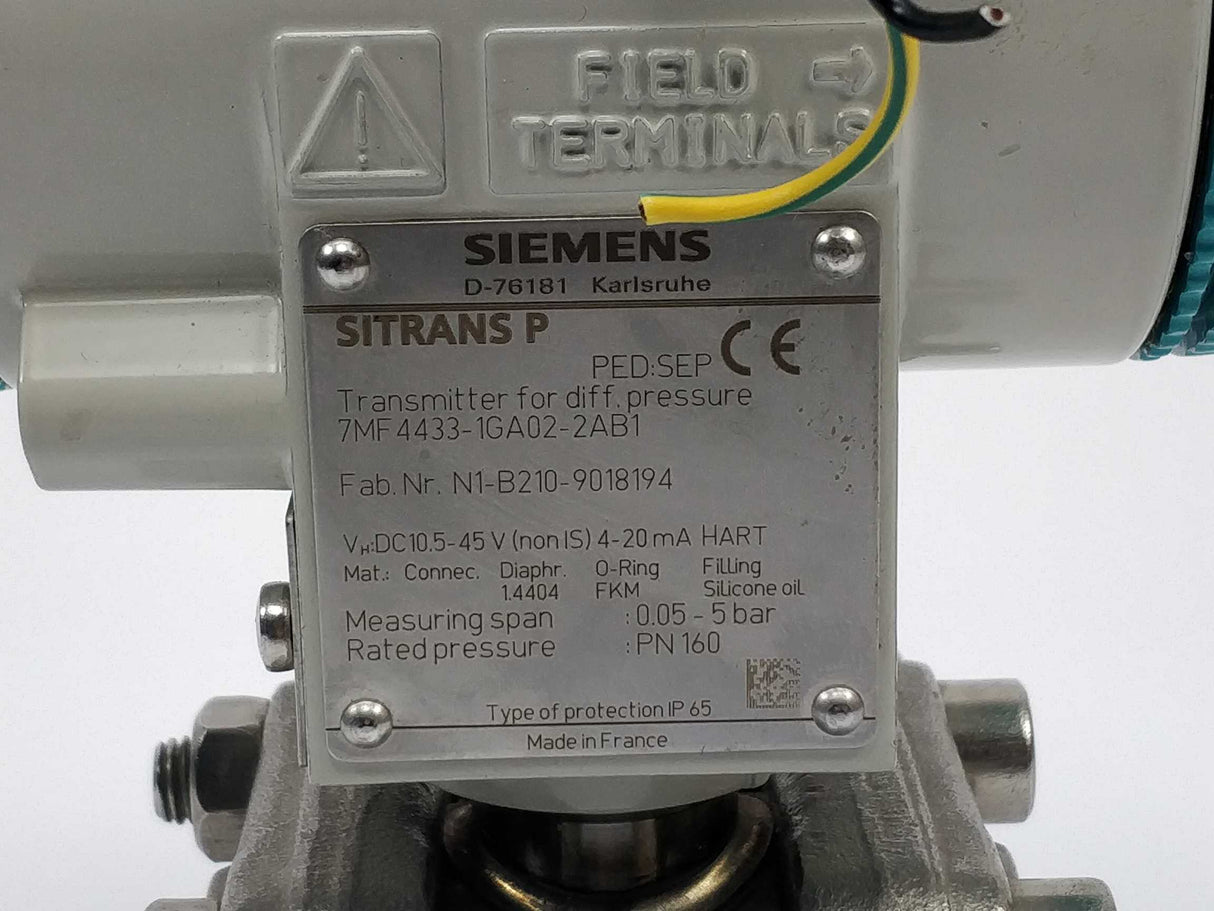 FIELD
TERMINALS
SIEMENS
D-76181 Karlsruhe
SITRANS P
PED:SEP CE
Transmitter for diff. pressure
7MF4433-1GA02-2AB1
Fab. Nr. N1-B210-9018194
VH:DC10.5-45 V (non IS) 4-20 mA HART
Mat.: Connec. Diaphr. O-Ring Filling
1.4404 FKM Silicone oil
Measuring span : 0.05 - 5 bar
Rated pressure : PN 160
Type of protection IP 65
Made in France